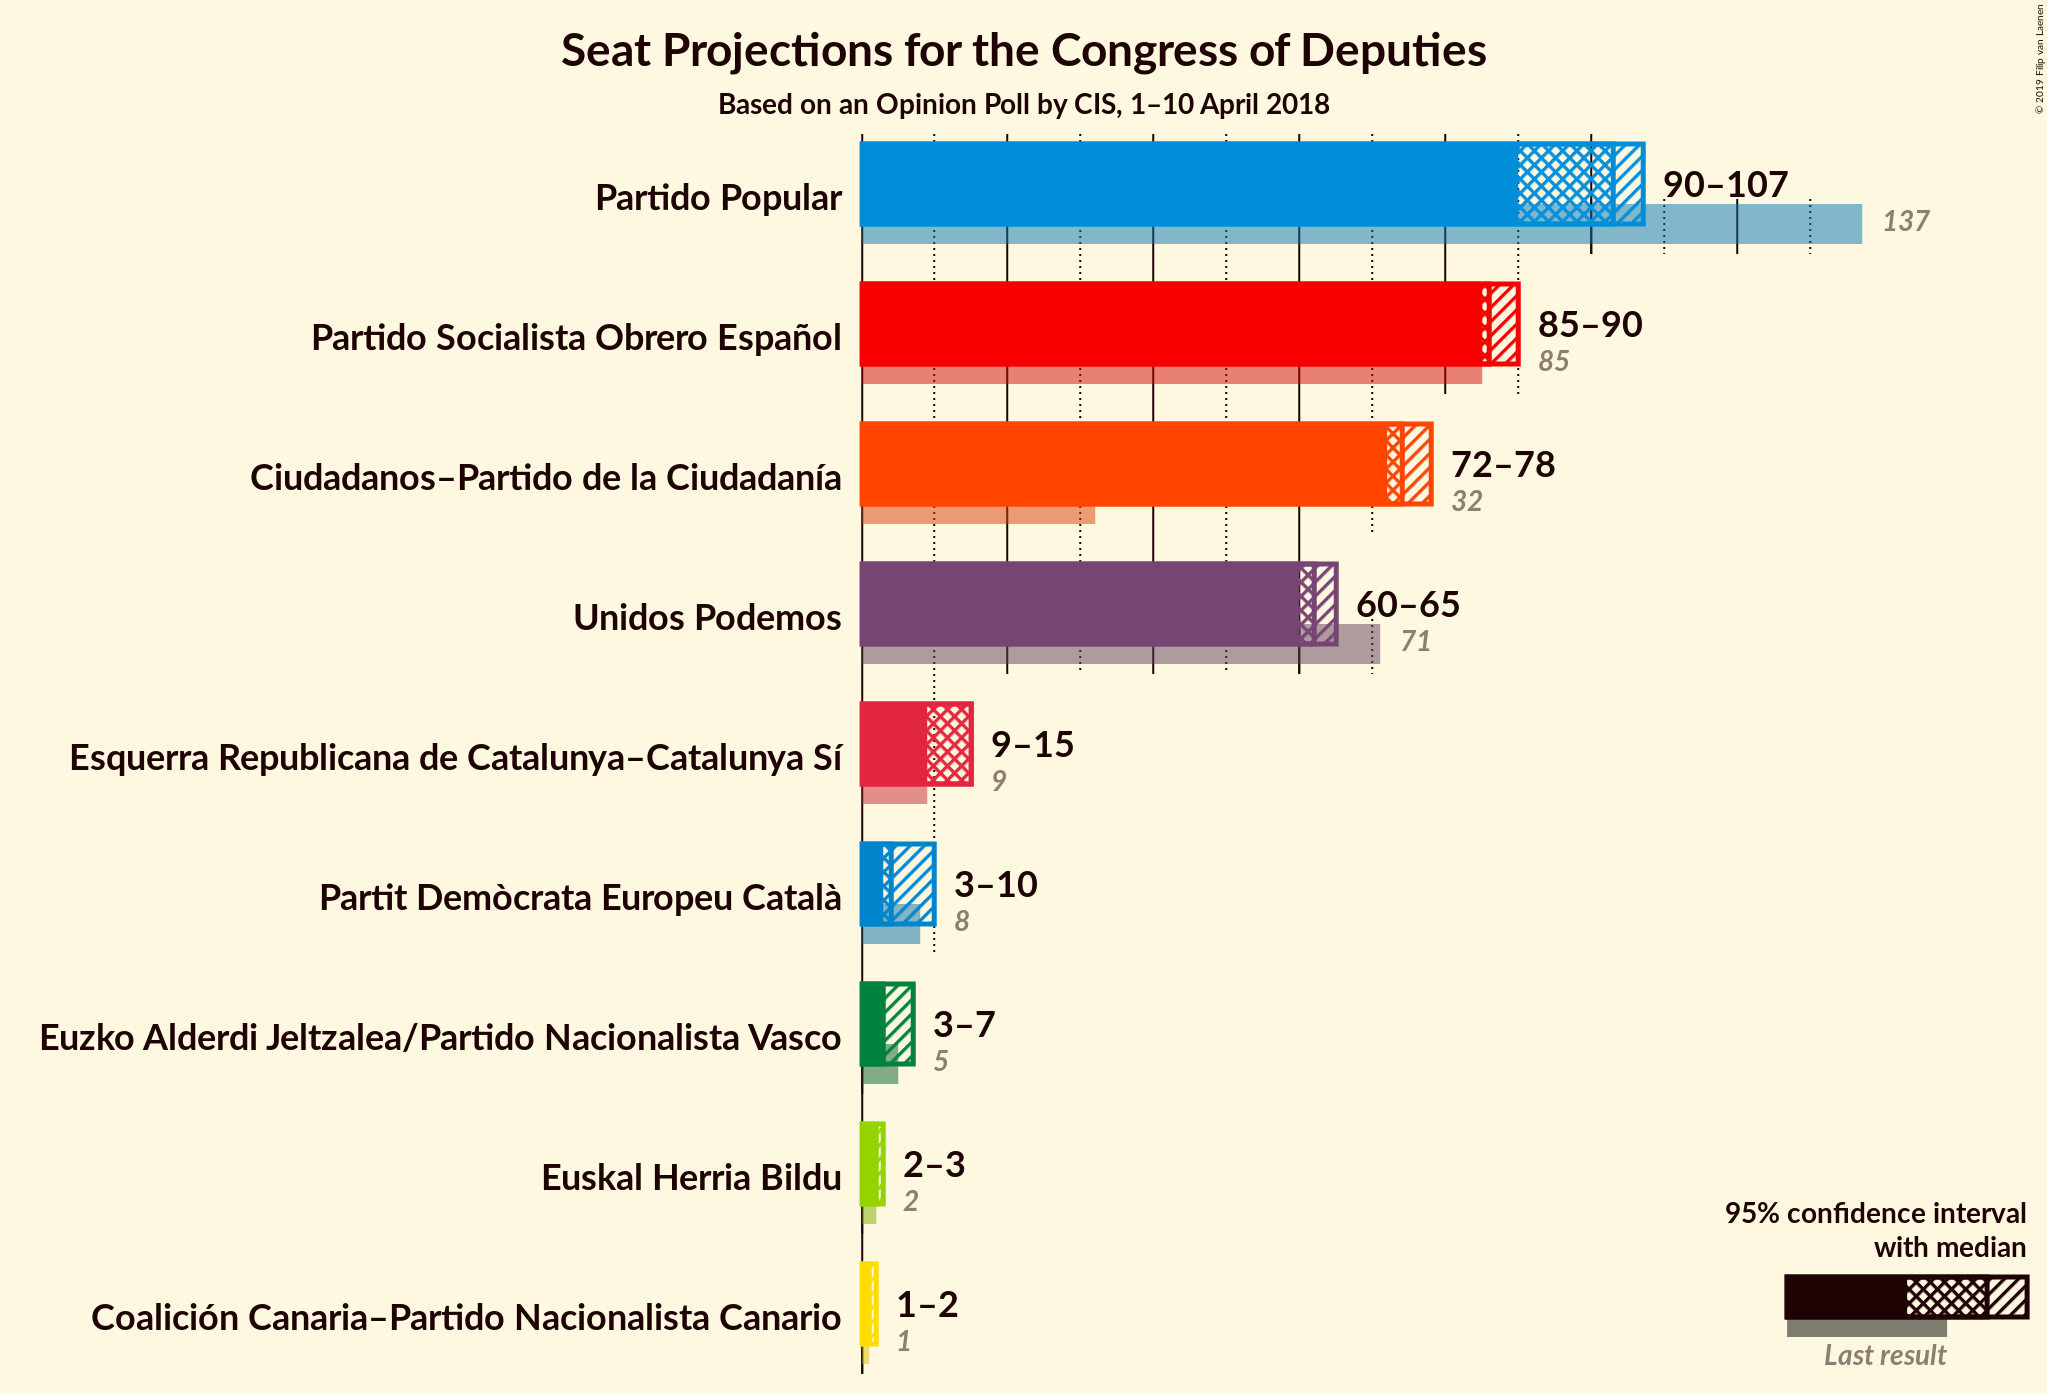 Seat Projections for the Congress of Deputies
Based on an Opinion Poll by CIS, 1–10 April 2018
© 2019 Filip van Laenen
Partido Popular
90–107
137
Partido Socialista Obrero Español
85–90
85
Ciudadanos–Partido de la Ciudadanía
72–78
32
Unidos Podemos
60–65
71
Esquerra Republicana de Catalunya–Catalunya Sí
9–15
9
Partit Demòcrata Europeu Català
3–10
8
Euzko Alderdi Jeltzalea/Partido Nacionalista Vasco
3–7
5
Euskal Herria Bildu
2–3
2
Coalición Canaria–Partido Nacionalista Canario
1–2
1
95% confidence interval
with median
Last result